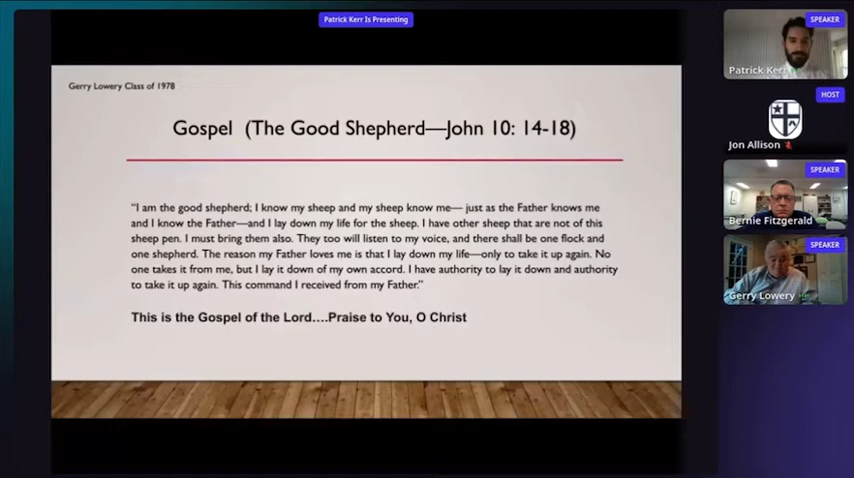 Patrick Kerr Is Presenting
Gerry Lowery Class of 1978
Gospel (The Good Shepherd—John 10: 14-18)
“I am the good shepherd; I know my sheep and my sheep know me— just as the Father knows me
and I know the Father—and I lay down my life for the sheep. I have other sheep that are not of this
sheep pen. I must bring them also. They too will listen to my voice, and there shall be one flock and
one shepherd. The reason my Father loves me is that I lay down my life—only to take it up again. No
one takes it from me, but I lay it down of my own accord. I have authority to lay it down and authority
to take it up again. This command I received from my Father.”
This is the Gospel of the Lord….Praise to You, O Christ
SPEAKER
Patrick Kerr
HOST
Jon Allison
SPEAKER
Bernie Fitzgerald
SPEAKER
Gerry Lowery